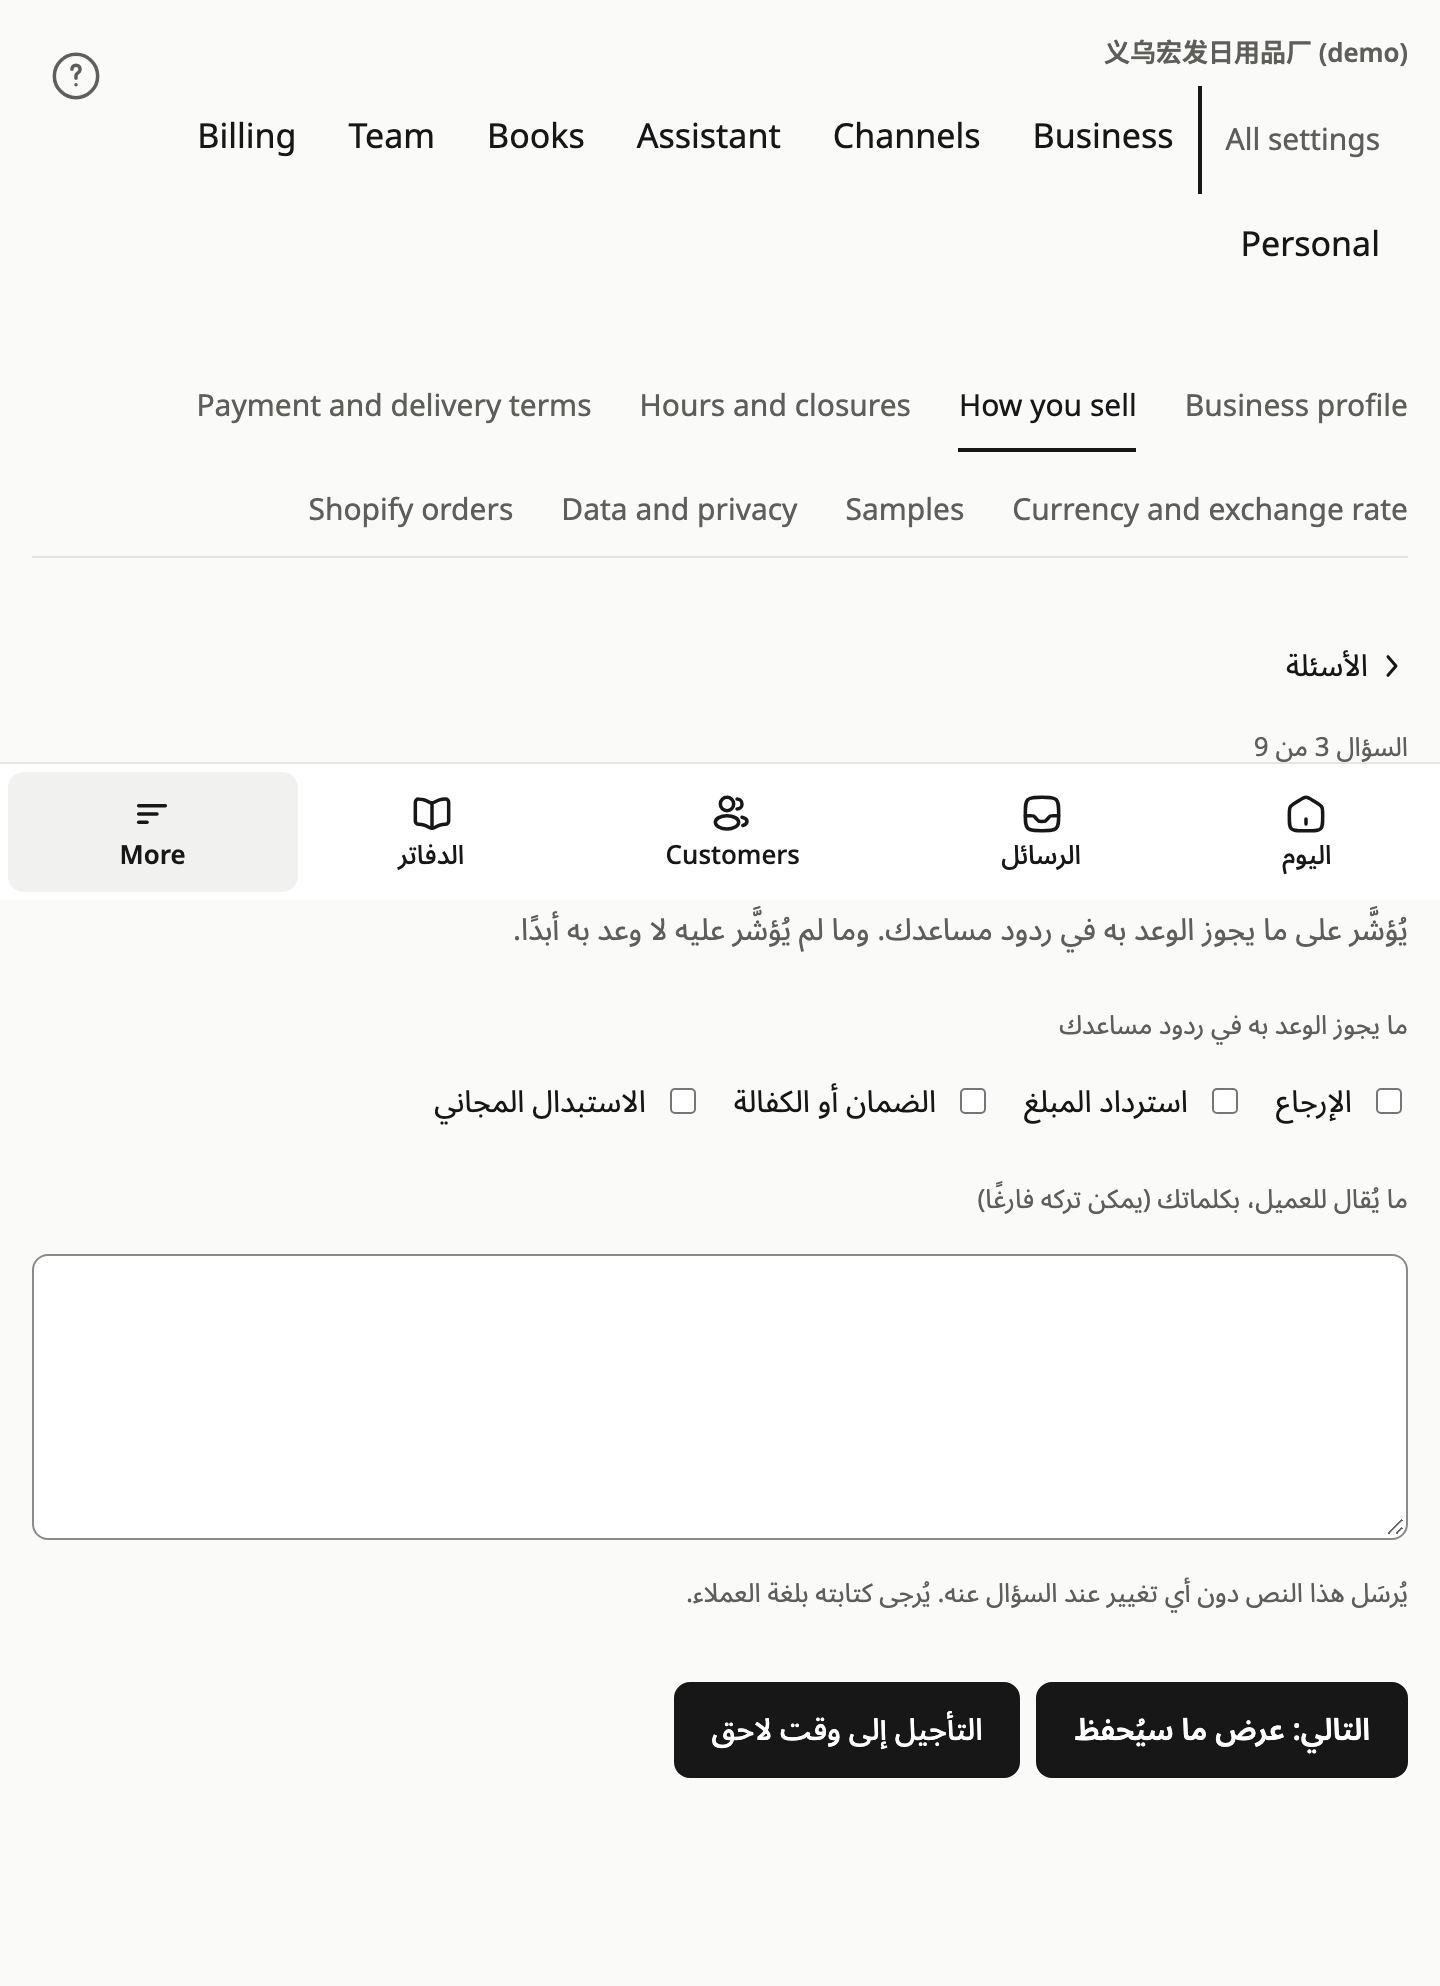 义乌宏发日用品厂 (demo)
All settings Business Channels Assistant Books Team Billing
Personal
Business profile How you sell Hours and closures Payment and delivery terms
Currency and exchange rate Samples Data and privacy Shopify orders
الأسئلة
السؤال 3 من 9
اليوم الرسائل Customers الدفاتر More
يُؤشَّر على ما يجوز الوعد به في ردود مساعدك. وما لم يُؤشَّر عليه لا وعد به أبدًا.
ما يجوز الوعد به في ردود مساعدك
الإرجاع استرداد المبلغ الضمان أو الكفالة الاستبدال المجاني
ما يُقال للعميل، بكلماتك (يمكن تركه فارغًا)
يُرسَل هذا النص دون أي تغيير عند السؤال عنه. يُرجى كتابته بلغة العملاء.
التالي: عرض ما سيُحفظ التأجيل إلى وقت لاحق